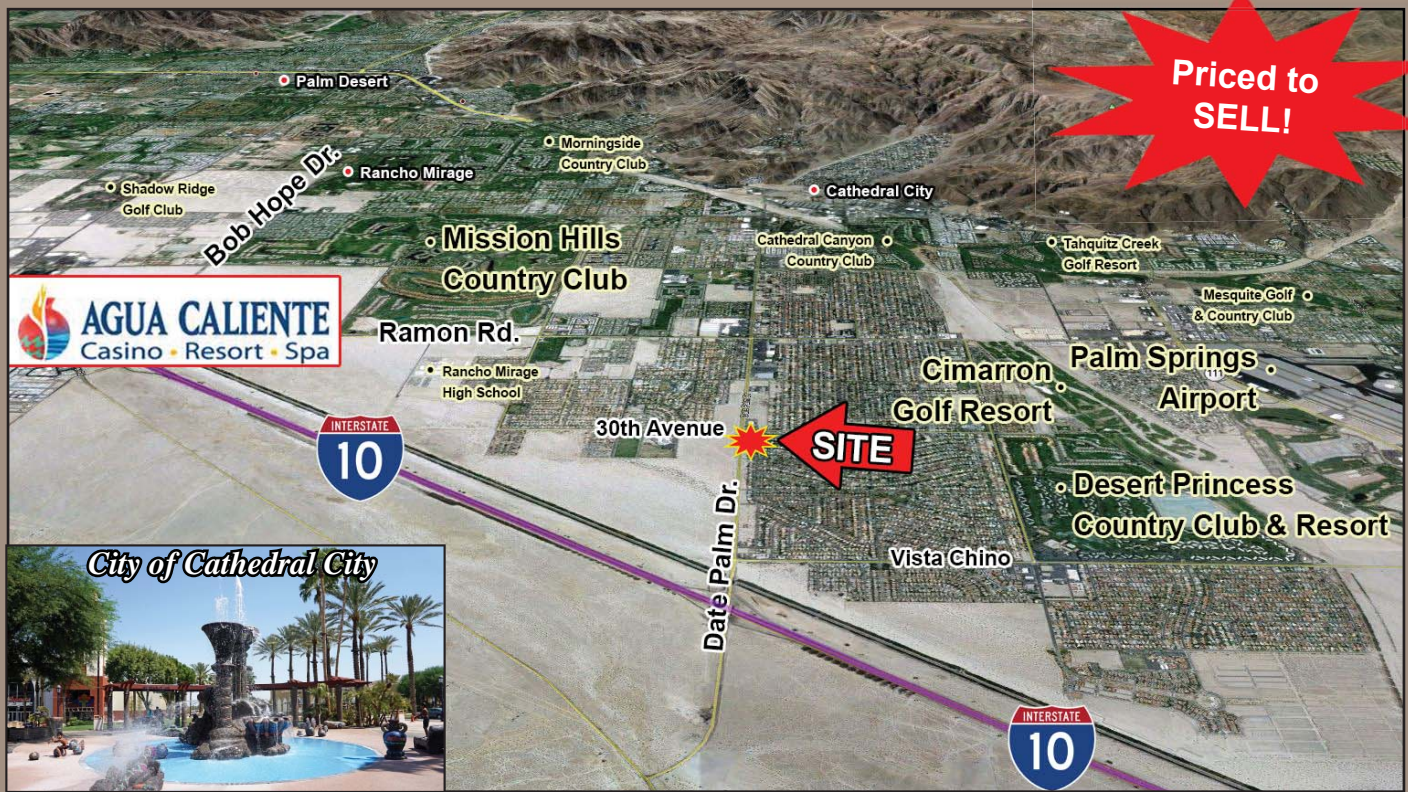 Priced to
SELL!
Palm Desert
Morningside
Country Club
Bob Hope Dr.
Rancho Mirage
Shadow Ridge
Golf Club
Cathedral City
Mission Hills
Country Club
Cathedral Canyon
Country Club
Tahquitz Creek
Golf Resort
Mesquite Golf
& Country Club
AGUA CALIENTE
Casino • Resort • Spa
Ramon Rd.
Rancho Mirage
High School
Cimarron
Golf Resort
Palm Springs
Airport
111
INTERSTATE
10
30th Avenue
SITE
Date Palm Dr.
Desert Princess
Country Club & Resort
Vista Chino
City of Cathedral City
INTERSTATE
10